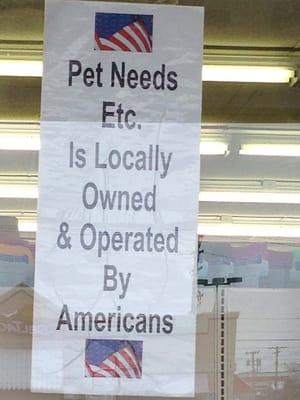 Pet Needs
Etc.
Is Locally
Owned
& Operated
By
Americans